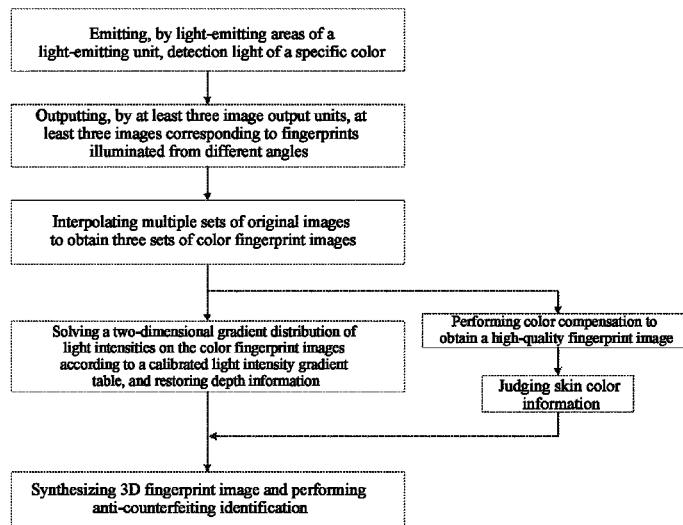 Emitting, by light-emitting areas of a
light-emitting unit, detection light of a specific color
Outputting, by at least three image output units, at
least three images corresponding to fingerprints
illuminated from different angles
Interpolating multiple sets of original images
to obtain three sets of color fingerprint images
Solving a two-dimensional gradient distribution of
light intensities on the color fingerprint images
according to a calibrated light intensity gradient
table, and restoring depth information
Performing color compensation to
obtain a high-quality fingerprint image
Judging skin color
information
Synthesizing 3D fingerprint image and performing
anti-counterfeiting identification